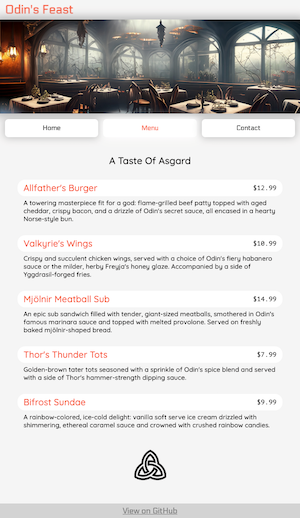 Odin's Feast
Home
Menu
Contact
A Taste Of Asgard
Allfather's Burger $12.99
A towering masterpiece fit for a god: flame-grilled beef patty topped with aged
cheddar, crispy bacon, and a drizzle of Odin's secret sauce, all encased in a hearty
Norse-style bun.
Valkyrie's Wings $10.99
Crispy and succulent chicken wings, served with a choice of Odin's fiery habanero
sauce or the milder, herby Freyja's honey glaze. Accompanied by a side of
Yggdrasil-forged fries.
Mjölnir Meatball Sub $14.99
An epic sub sandwich filled with tender, giant-sized meatballs, smothered in Odin's
famous marinara sauce and topped with melted provolone. Served on freshly
baked mjölnir-shaped bread.
Thor's Thunder Tots $7.99
Golden-brown tater tots seasoned with a sprinkle of Odin's spice blend and served
with a side of Thor's hammer-strength dipping sauce.
Bifrost Sundae $9.99
A rainbow-colored, ice-cold delight: vanilla soft serve ice cream drizzled with
shimmering, ethereal caramel sauce and crowned with crushed rainbow candies.
View on GitHub